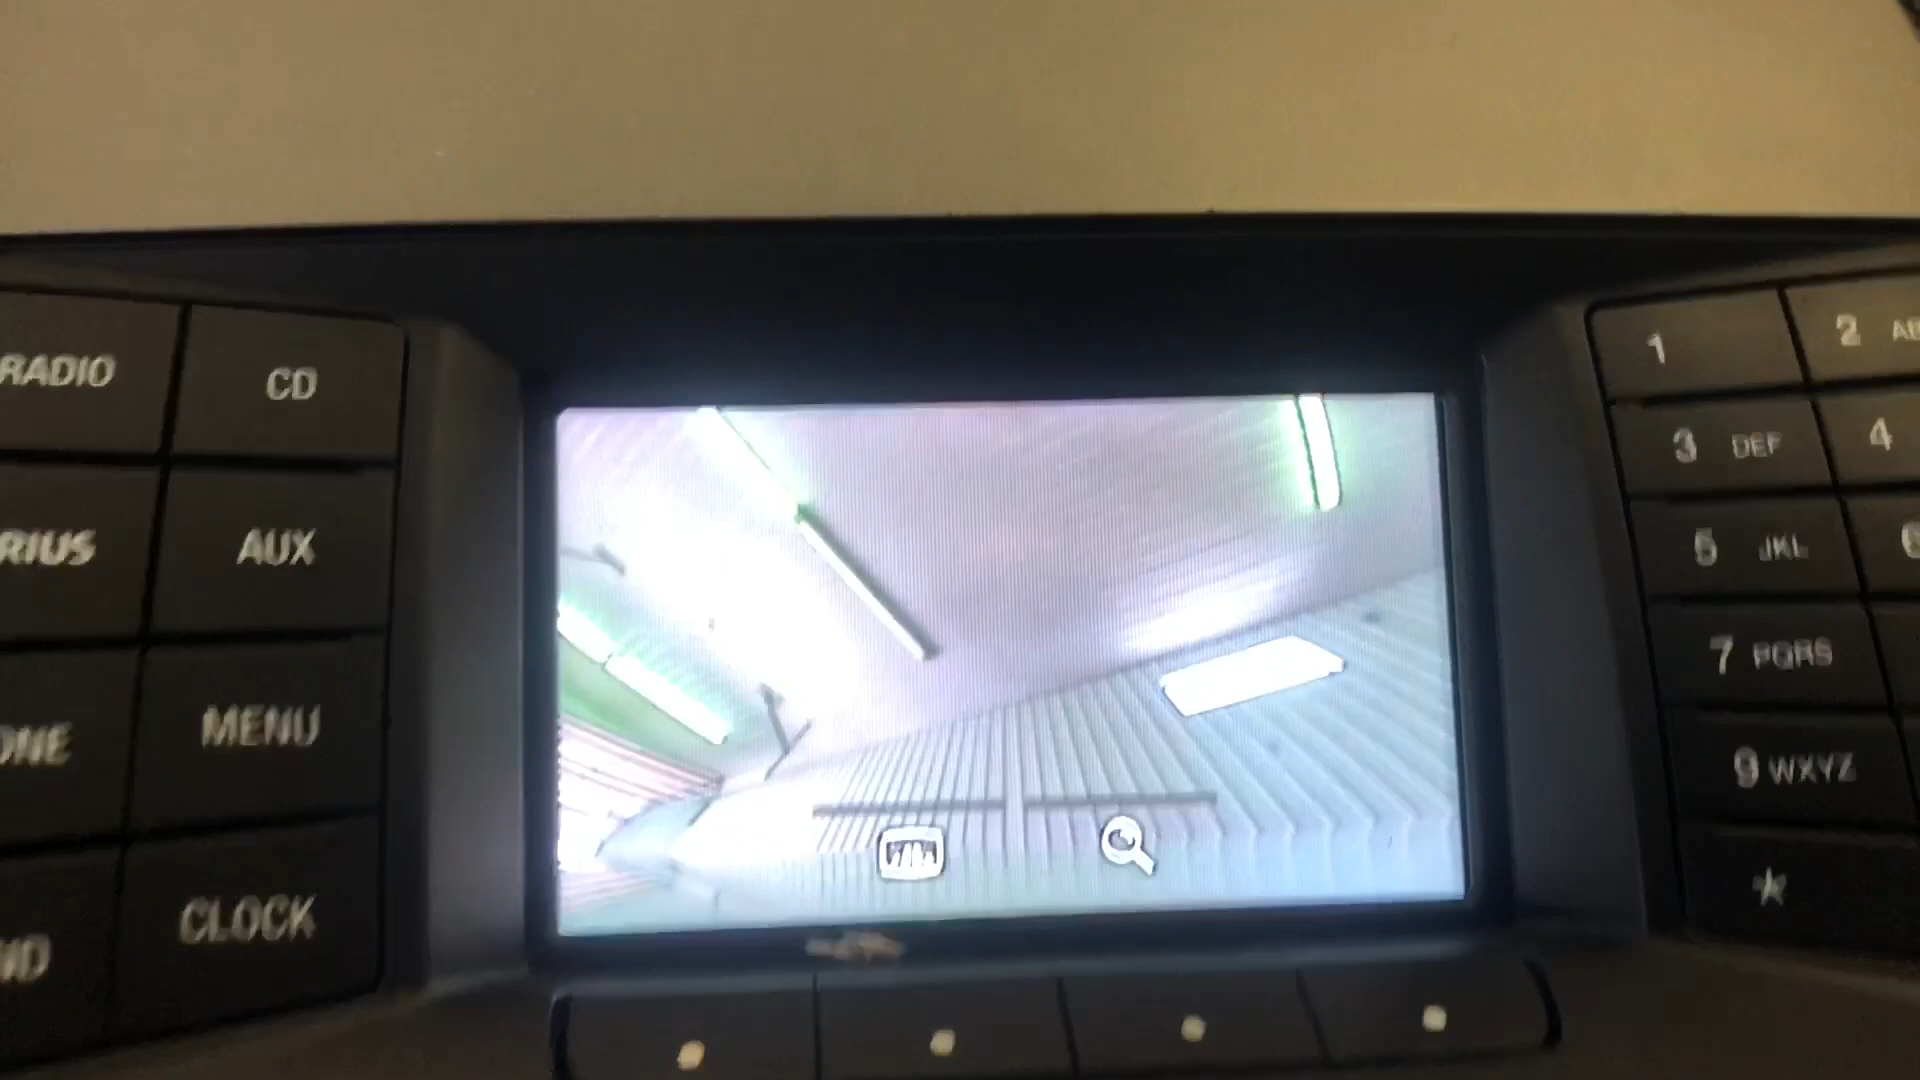 RADIO
CD
RIUS
AUX
ONE
MENU
ND
CLOCK
1
2 AB
3 DEF
4
5 JKL
6
7 PQRS
9 WXYZ
*